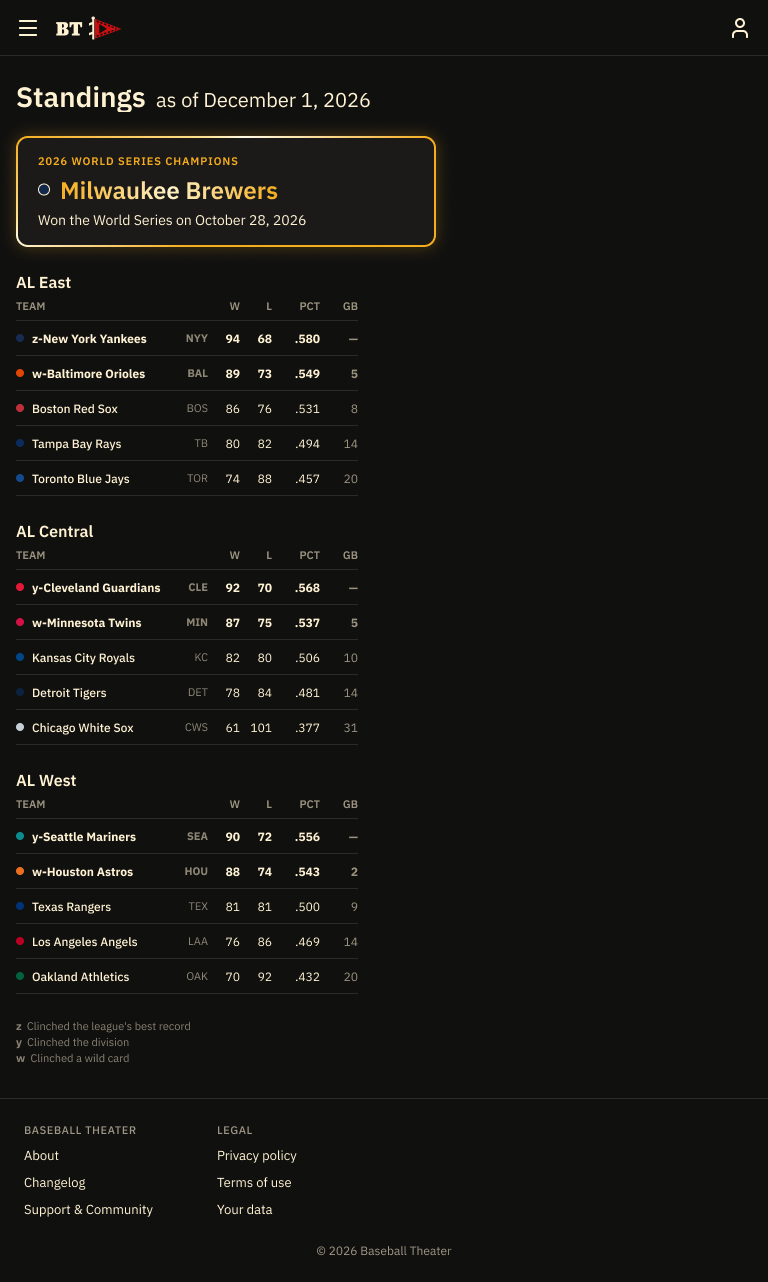 BT
Standings as of December 1, 2026
2026 WORLD SERIES CHAMPIONS
Milwaukee Brewers
Won the World Series on October 28, 2026
AL East
TEAM W L PCT GB
z-New York Yankees NYY 94 68 .580 —
w-Baltimore Orioles BAL 89 73 .549 5
Boston Red Sox BOS 86 76 .531 8
Tampa Bay Rays TB 80 82 .494 14
Toronto Blue Jays TOR 74 88 .457 20
AL Central
TEAM W L PCT GB
y-Cleveland Guardians CLE 92 70 .568 —
w-Minnesota Twins MIN 87 75 .537 5
Kansas City Royals KC 82 80 .506 10
Detroit Tigers DET 78 84 .481 14
Chicago White Sox CWS 61 101 .377 31
AL West
TEAM W L PCT GB
y-Seattle Mariners SEA 90 72 .556 —
w-Houston Astros HOU 88 74 .543 2
Texas Rangers TEX 81 81 .500 9
Los Angeles Angels LAA 76 86 .469 14
Oakland Athletics OAK 70 92 .432 20
z Clinched the league's best record
y Clinched the division
w Clinched a wild card
BASEBALL THEATER
About
Changelog
Support & Community
LEGAL
Privacy policy
Terms of use
Your data
© 2026 Baseball Theater